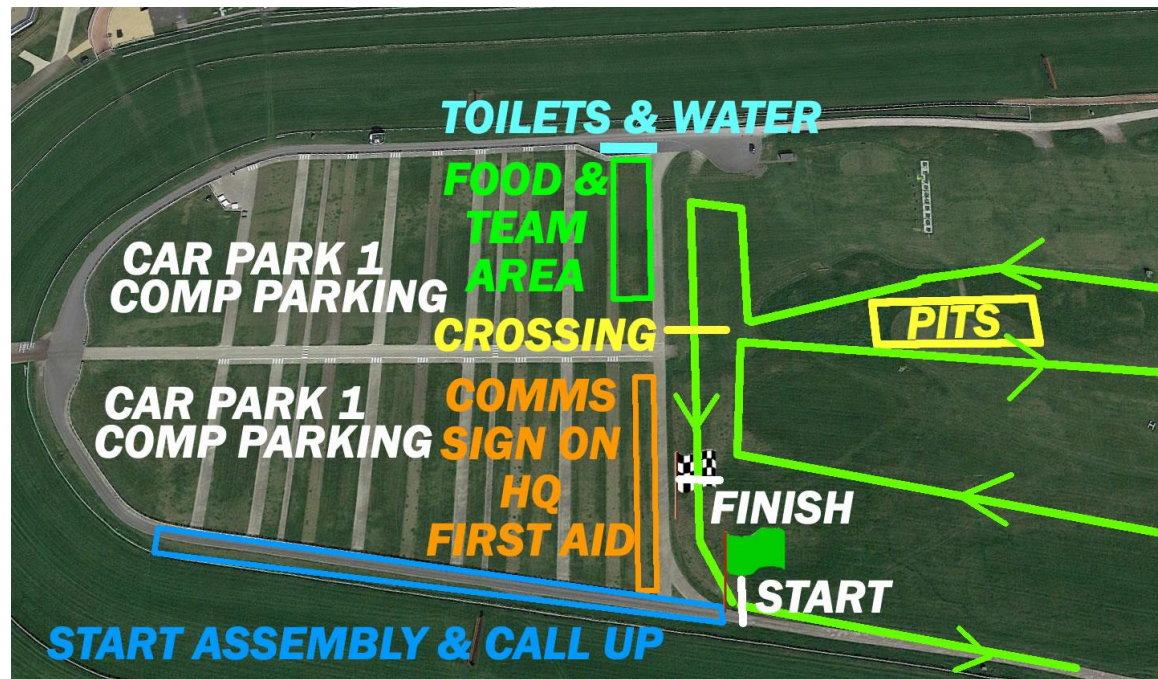 TOILETS & WATER
FOOD &
TEAM
AREA
CAR PARK 1
COMP PARKING
CROSSING
PITS
CAR PARK 1
COMP PARKING
COMMS
SIGN ON
HQ
FIRST AID
FINISH
START
START ASSEMBLY & CALL UP